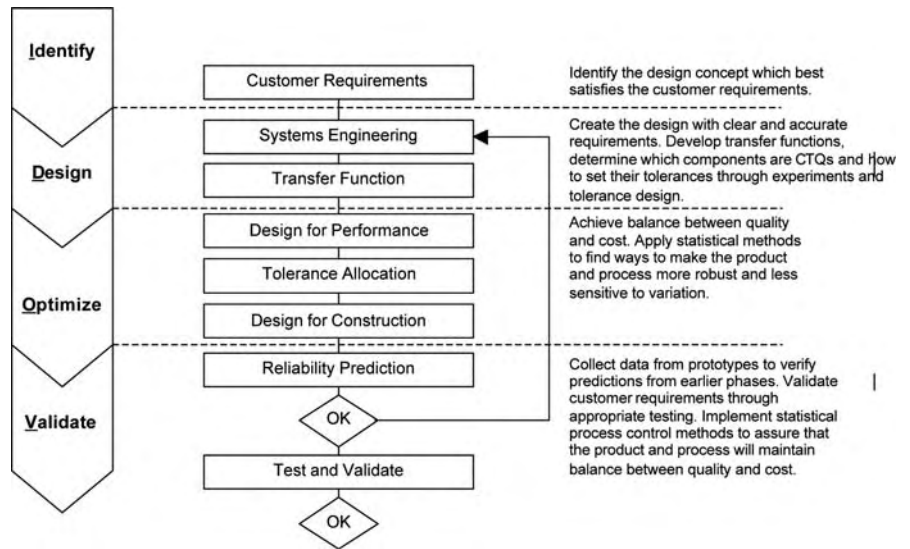 Identify
Customer Requirements
Identify the design concept which best
satisfies the customer requirements.
Design
Systems Engineering
Transfer Function
Create the design with clear and accurate
requirements. Develop transfer functions,
determine which components are CTQs and how
to set their tolerances through experiments and
tolerance design.
Optimize
Design for Performance
Tolerance Allocation
Design for Construction
Achieve balance between quality
and cost. Apply statistical methods
to find ways to make the product
and process more robust and less
sensitive to variation.
Validate
Reliability Prediction
OK
Test and Validate
OK
Collect data from prototypes to verify
predictions from earlier phases. Validate
customer requirements through
appropriate testing. Implement statistical
process control methods to assure that
the product and process will maintain
balance between quality and cost.